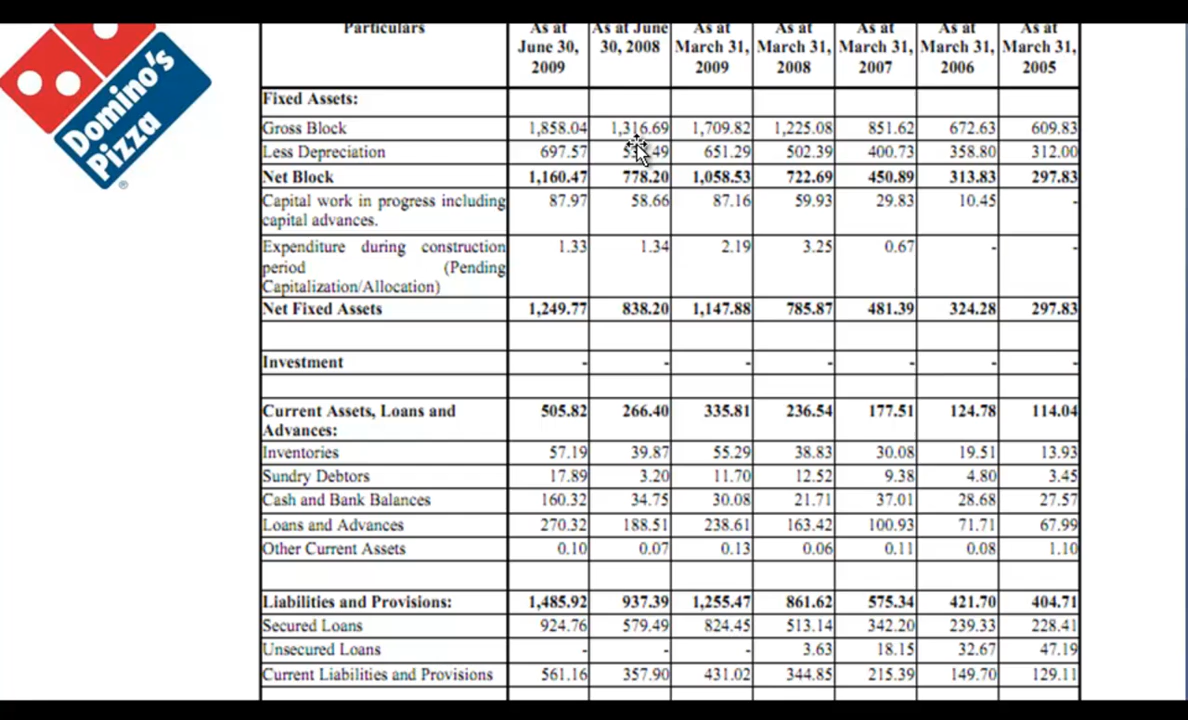 Domino's
Pizza
®
Particulars As at As at June As at As at As at As at As at
June 30, 30, 2008 March 31, March 31, March 31, March 31, March 31,
2009 2009 2008 2007 2006 2005
Fixed Assets:
Gross Block 1,858.04 1,316.69 1,709.82 1,225.08 851.62 672.63 609.83
Less Depreciation 697.57 651.29 502.39 400.73 358.80 312.00
Net Block 1,160.47 778.20 1,058.53 722.69 450.89 313.83 297.83
Capital work in progress including 87.97 58.66 87.16 59.93 29.83 10.45 -
capital advances.
Expenditure during construction 1.33 1.34 2.19 3.25 0.67 - -
period (Pending
Capitalization/Allocation)
Net Fixed Assets 1,249.77 838.20 1,147.88 785.87 481.39 324.28 297.83
Investment - - - - - - -
Current Assets, Loans and 505.82 266.40 335.81 236.54 177.51 124.78 114.04
Advances:
Inventories 57.19 39.87 55.29 38.83 30.08 19.51 13.93
Sundry Debtors 17.89 3.20 11.70 12.52 9.38 4.80 3.45
Cash and Bank Balances 160.32 34.75 30.08 21.71 37.01 28.68 27.57
Loans and Advances 270.32 188.51 238.61 163.42 100.93 71.71 67.99
Other Current Assets 0.10 0.07 0.13 0.06 0.11 0.08 1.10
Liabilities and Provisions: 1,485.92 937.39 1,255.47 861.62 575.34 421.70 404.71
Secured Loans 924.76 579.49 824.45 513.14 342.20 239.33 228.41
Unsecured Loans - - - 3.63 18.15 32.67 47.19
Current Liabilities and Provisions 561.16 357.90 431.02 344.85 215.39 149.70 129.11